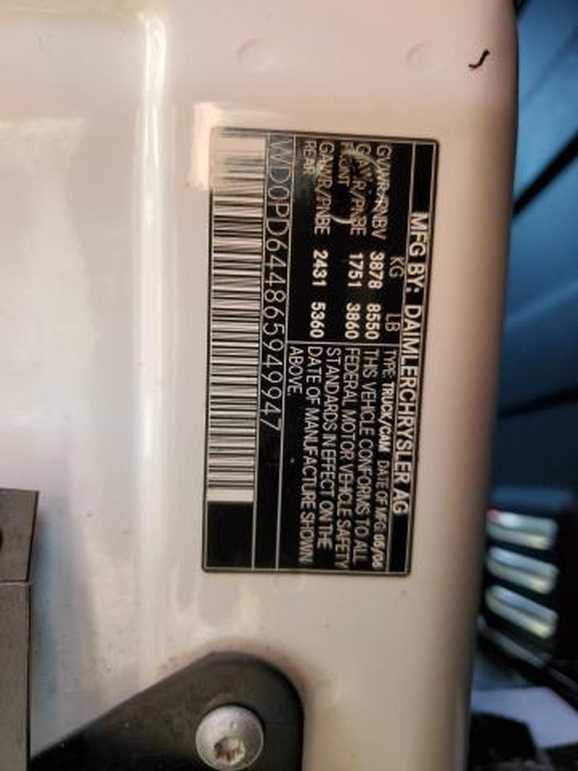 MFG BY: DAIMLERCHRYSLER AG
KG LB
GVWR/PNBV 3878 8550
GAWR/PNBE 1751 3860
FRONT
GAWR/PNBE 2431 5360
REAR
TYPE: TRUCK/CAM DATE OF MFG: 05/06
THIS VEHICLE CONFORMS TO ALL
FEDERAL MOTOR VEHICLE SAFETY
STANDARDS IN EFFECT ON THE
DATE OF MANUFACTURE SHOWN
ABOVE.
WD0PD644865949947